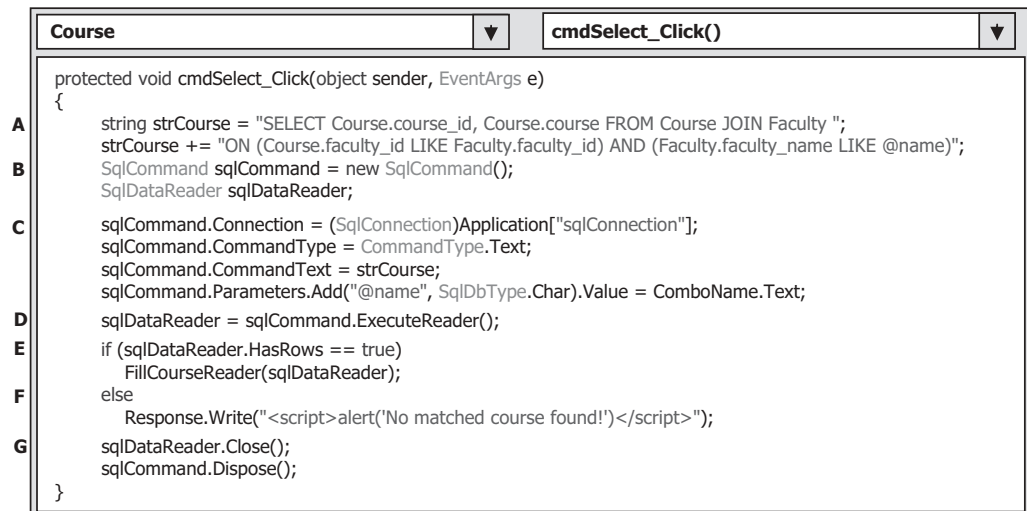 Course cmdSelect_Click()
protected void cmdSelect_Click(object sender, EventArgs e)
{
A string strCourse = "SELECT Course.course_id, Course.course FROM Course JOIN Faculty ";
strCourse += "ON (Course.faculty_id LIKE Faculty.faculty_id) AND (Faculty.faculty_name LIKE @name)";
B SqlCommand sqlCommand = new SqlCommand();
SqlDataReader sqlDataReader;
C sqlCommand.Connection = (SqlConnection)Application["sqlConnection"];
sqlCommand.CommandType = CommandType.Text;
sqlCommand.CommandText = strCourse;
sqlCommand.Parameters.Add("@name", SqlDbType.Char).Value = ComboName.Text;
D sqlDataReader = sqlCommand.ExecuteReader();
E if (sqlDataReader.HasRows == true)
FillCourseReader(sqlDataReader);
F else
Response.Write("<script>alert('No matched course found!')</script>");
G sqlDataReader.Close();
sqlCommand.Dispose();
}